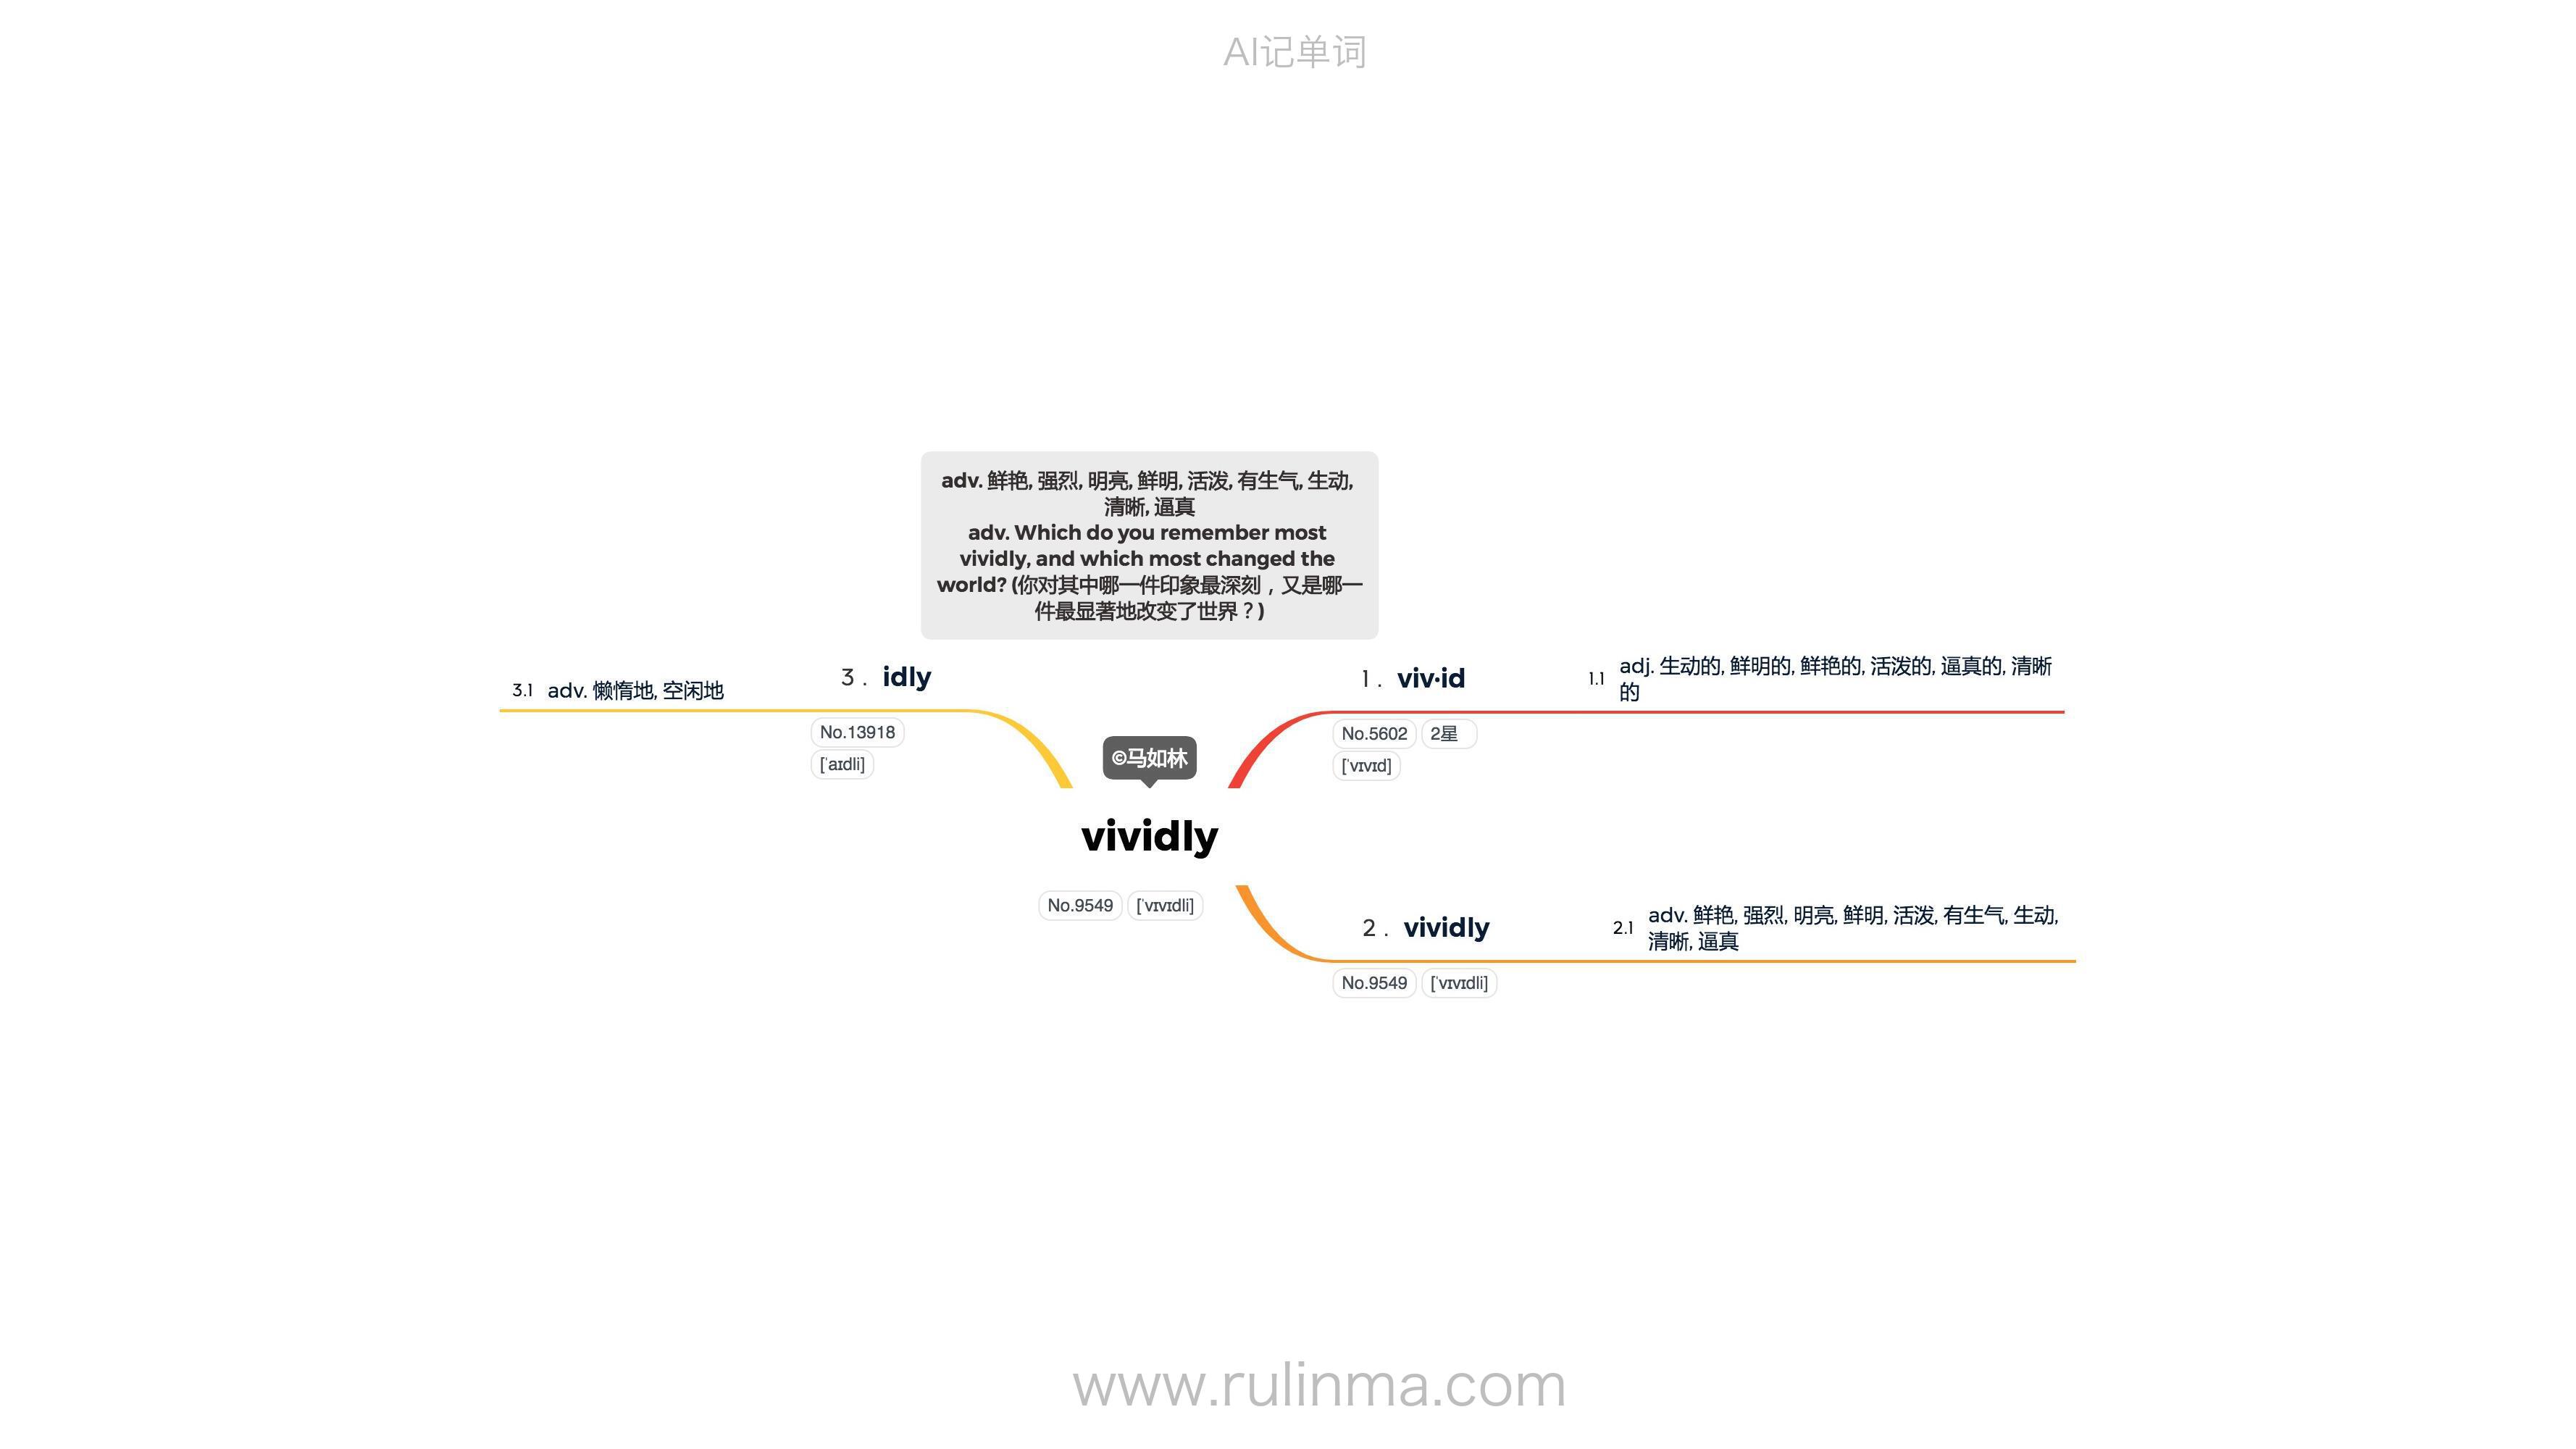 AI记单词
adv. 鲜艳, 强烈, 明亮, 鲜明, 活泼, 有生气, 生动,
清晰, 逼真
adv. Which do you remember most
vividly, and which most changed the
world? (你对其中哪一件印象最深刻，又是哪一
件最显著地改变了世界？)
3 . idly
3.1 adv. 懒惰地, 空闲地
No.13918
[ˈaɪdli]
1 . viv·id
1.1 adj. 生动的, 鲜明的, 鲜艳的, 活泼的, 逼真的, 清晰
的
No.5602 2星
[ˈvɪvɪd]
©马如林
vividly
No.9549 [ˈvɪvɪdli]
2 . vividly
2.1 adv. 鲜艳, 强烈, 明亮, 鲜明, 活泼, 有生气, 生动,
清晰, 逼真
No.9549 [ˈvɪvɪdli]
www.rulinma.com